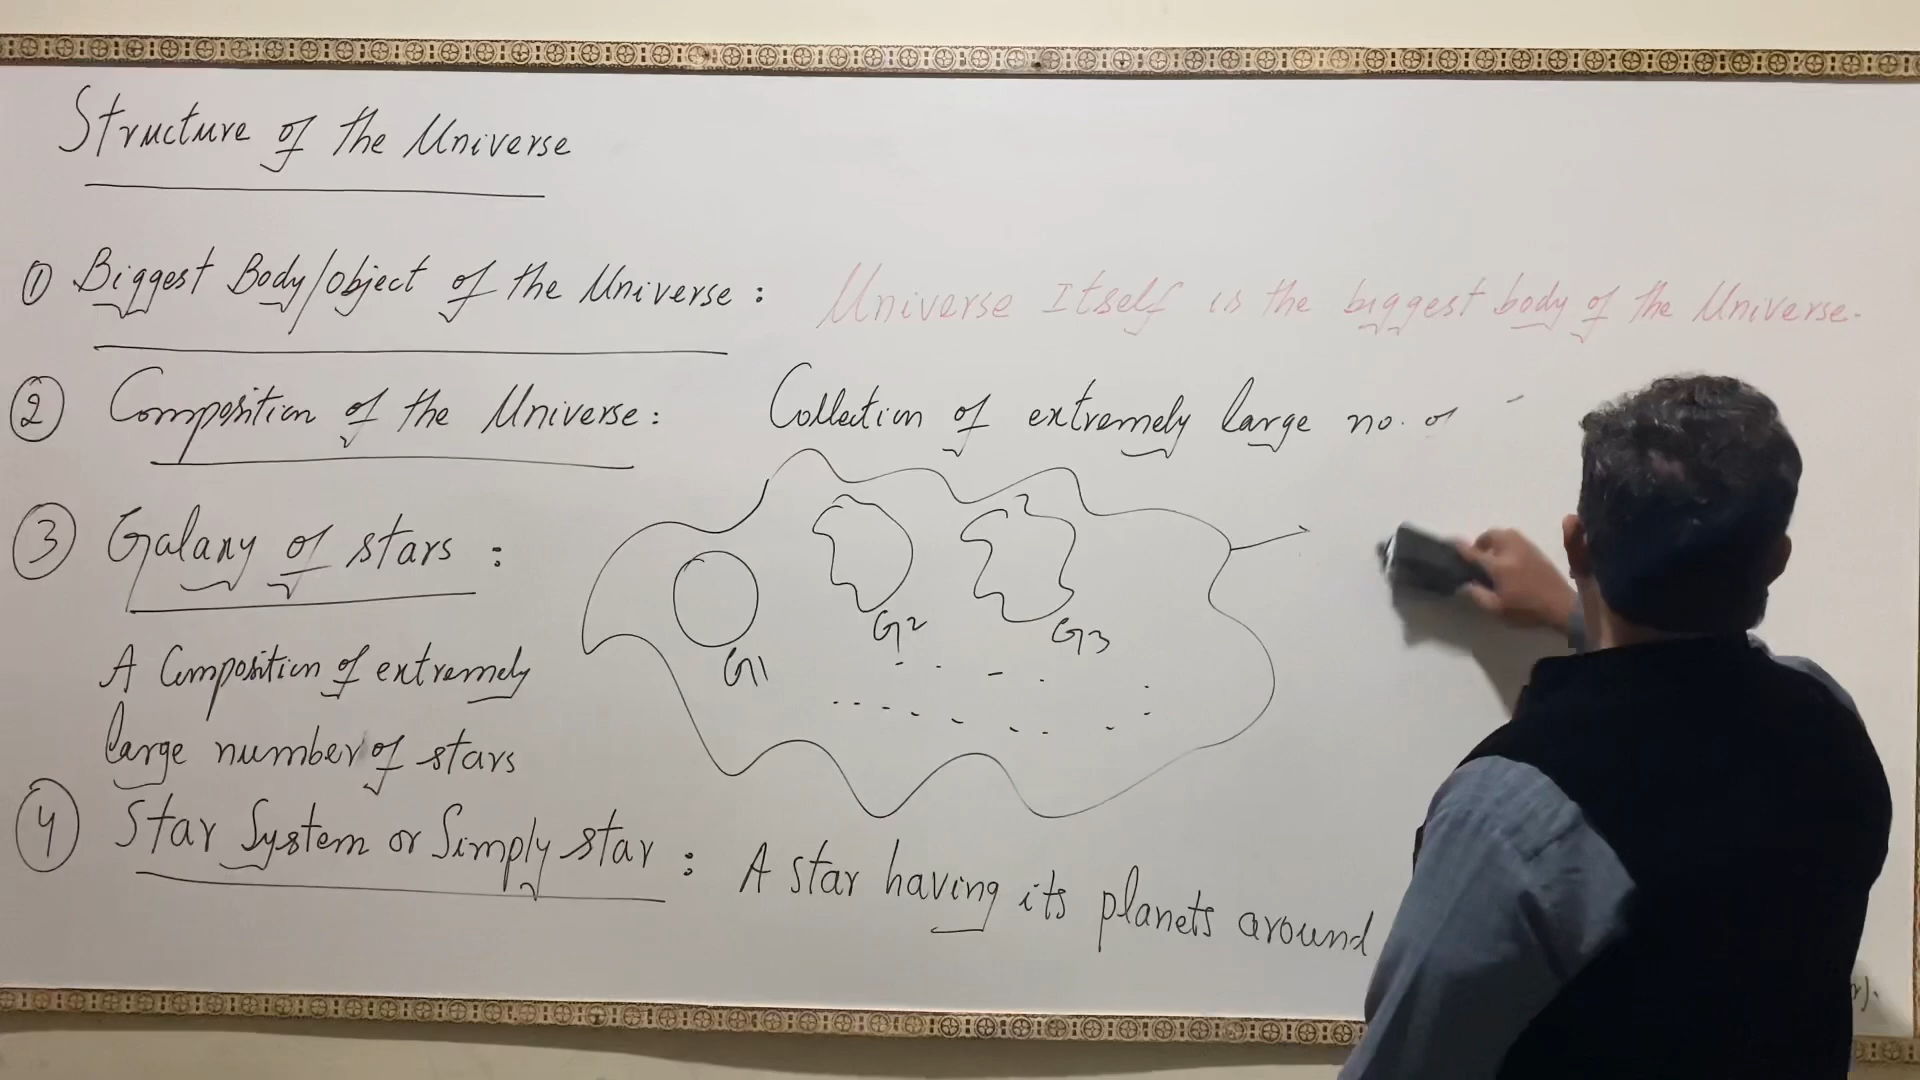 Structure of the Universe
① Biggest Body/object of the Universe : Universe Itself is the biggest body of the Universe.
② Composition of the Universe : Collection of extremely large no. o
③ Galaxy of stars :
G1
G2
G3
A Composition of extremely
large number of stars
④ Star System or Simply star : A star having its planets around